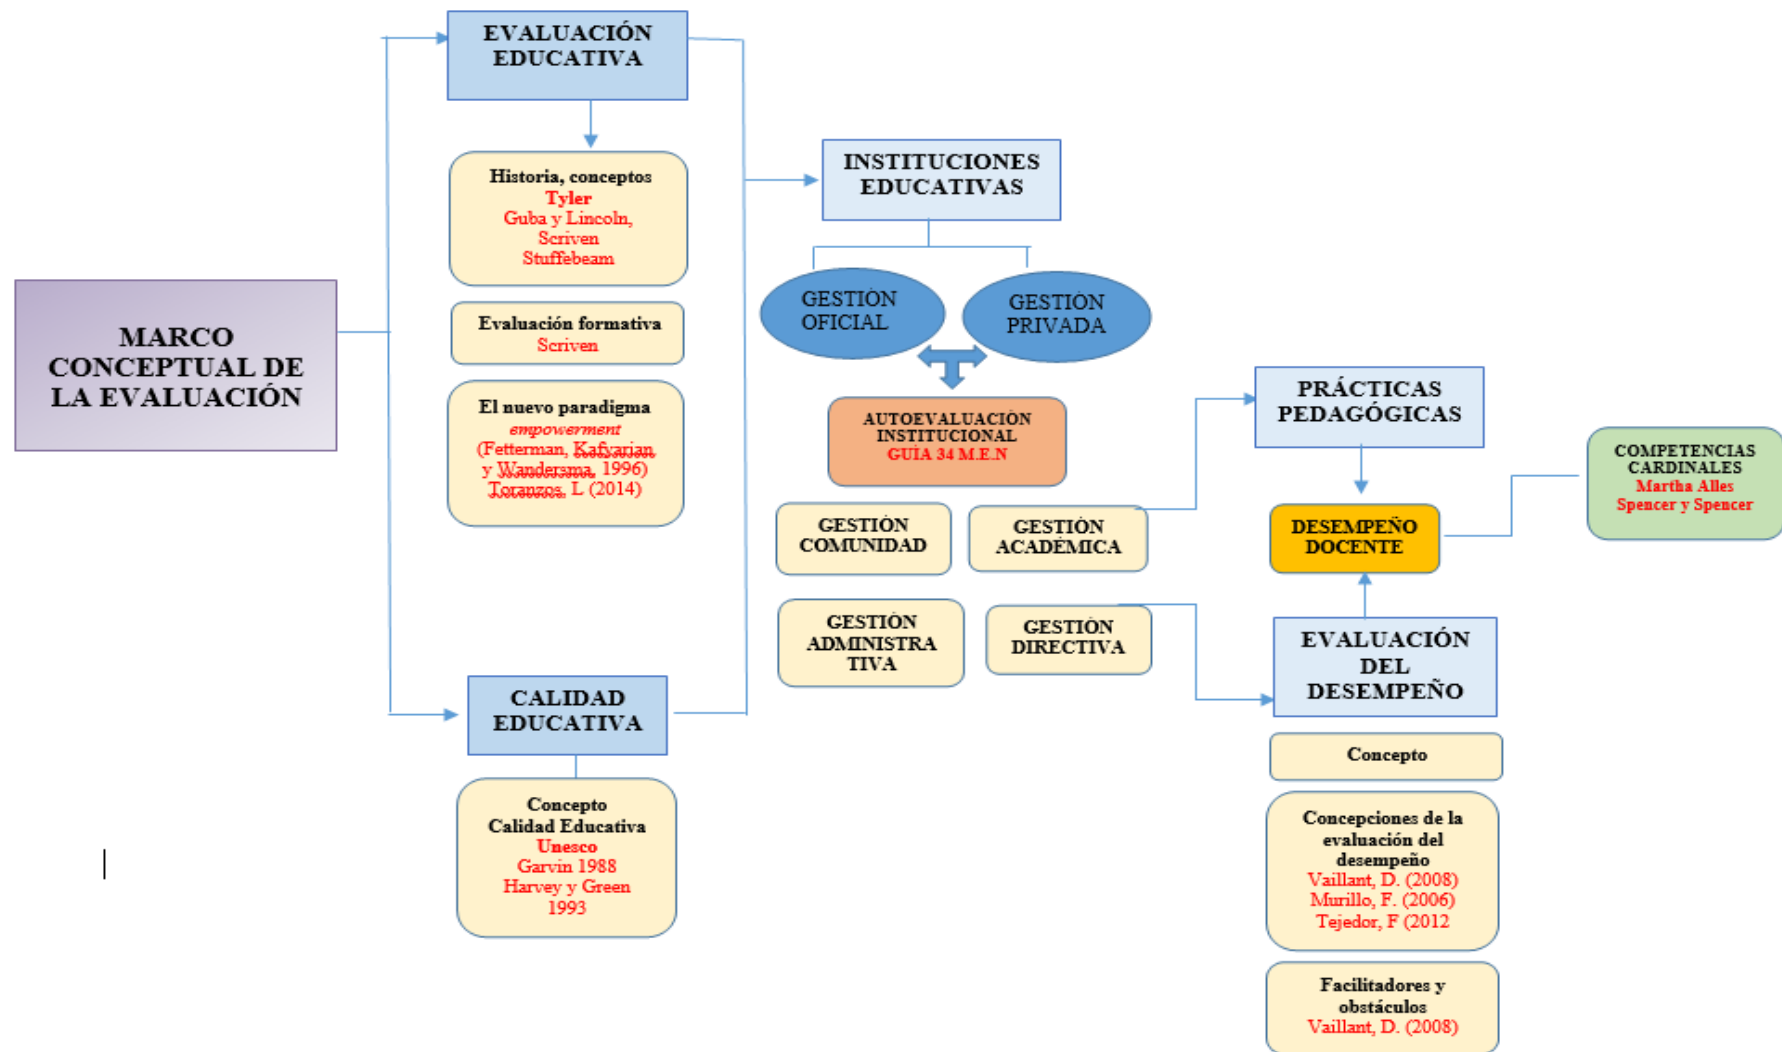 MARCO
CONCEPTUAL DE
LA EVALUACIÓN
EVALUACIÓN
EDUCATIVA
Historia, conceptos
Tyler
Guba y Lincoln,
Scriven
Stuffebeam
Evaluación formativa
Scriven
El nuevo paradigma
empowerment
(Fetterman, Kafyarian
y Wandersma, 1996)
Toranzos, L (2014)
CALIDAD
EDUCATIVA
Concepto
Calidad Educativa
Unesco
Garvin 1988
Harvey y Green
1993
INSTITUCIONES
EDUCATIVAS
GESTIÓN
OFICIAL
GESTIÓN
PRIVADA
AUTOEVALUACIÓN
INSTITUCIONAL
GUÍA 34 M.E.N
GESTIÓN
COMUNIDAD
GESTIÓN
ACADÉMICA
GESTIÓN
ADMINISTRA
TIVA
GESTIÓN
DIRECTIVA
PRÁCTICAS
PEDAGÓGICAS
DESEMPEÑO
DOCENTE
COMPETENCIAS
CARDINALES
Martha Alles
Spencer y Spencer
EVALUACIÓN
DEL
DESEMPEÑO
Concepto
Concepciones de la
evaluación del
desempeño
Vaillant, D. (2008)
Murillo, F. (2006)
Tejedor, F (2012
Facilitadores y
obstáculos
Vaillant, D. (2008)